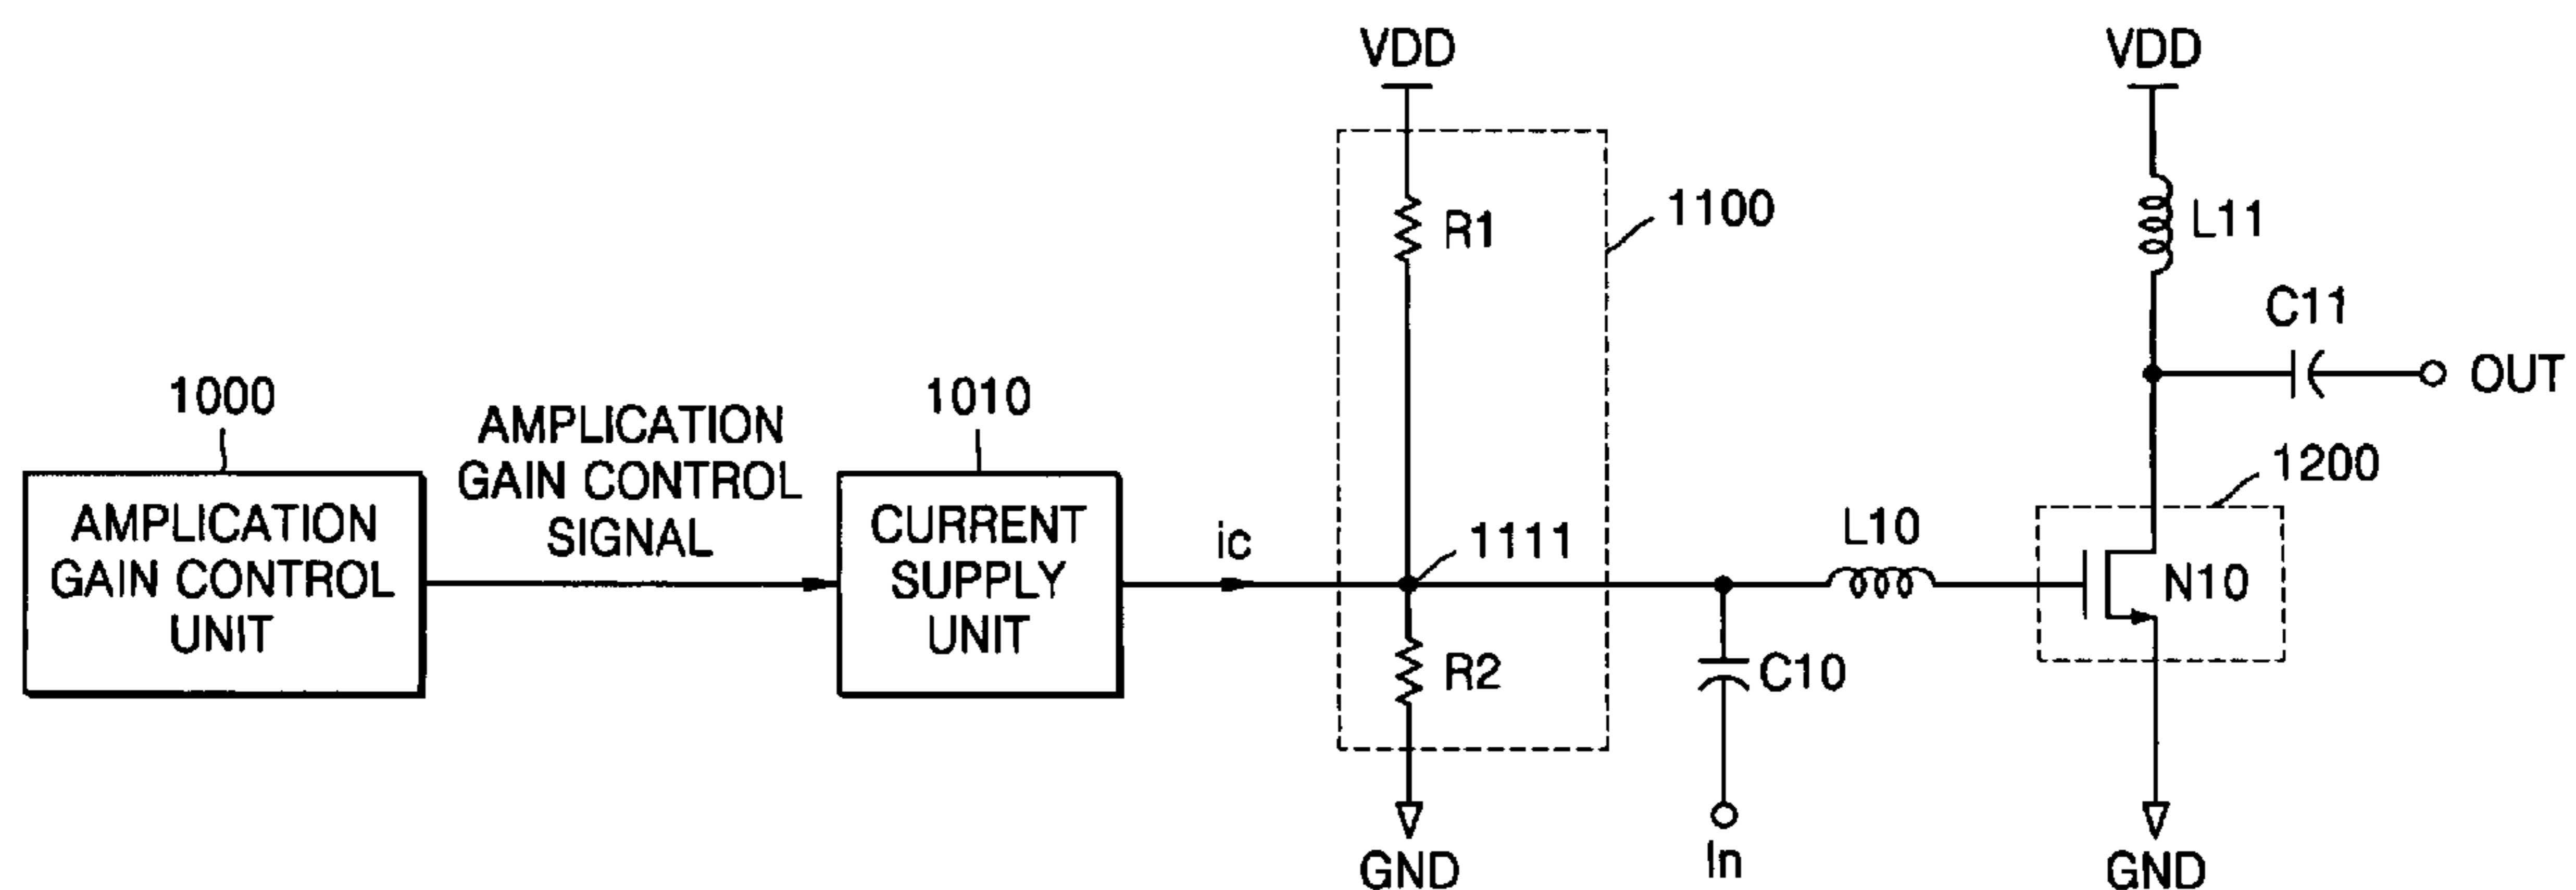 VDD
VDD
R1
1100
L11
C11
OUT
1000
AMPLICATION
GAIN CONTROL
SIGNAL
1010
1200
AMPLICATION
GAIN CONTROL
UNIT
CURRENT
SUPPLY
UNIT
ic
1111
L10
N10
R2
C10
GND
In
GND